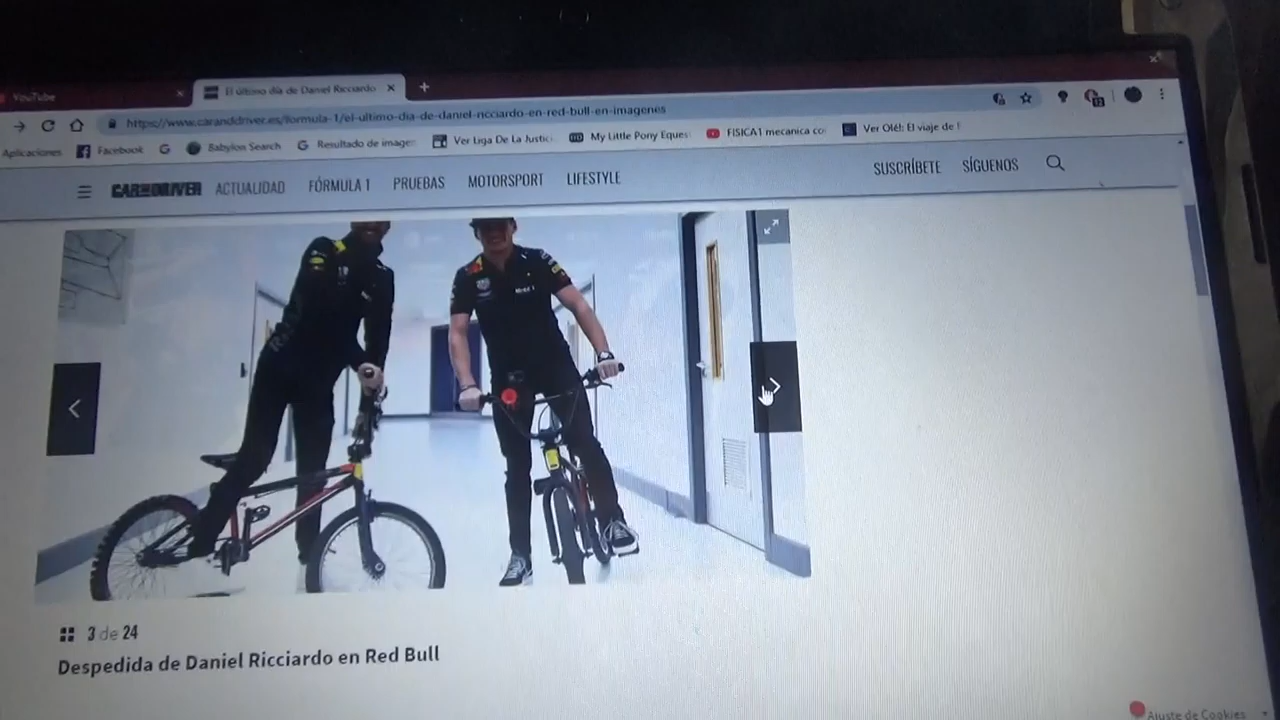 YouTube
El último día de Daniel Ricciardo
https://www.caranddriver.es/formula-1/el-ultimo-dia-de-daniel-ricciardo-en-red-bull-en-imagenes
Aplicaciones Facebook Babylon Search Resultado de image Ver Liga De La Justic My Little Pony Eques FISICA1 mecanica co Ver Olé!: El viaje de
CAR AND DRIVER ACTUALIDAD FÓRMULA 1 PRUEBAS MOTORSPORT LIFESTYLE SUSCRÍBETE SÍGUENOS
3 de 24
Despedida de Daniel Ricciardo en Red Bull
Ajuste de Cookies